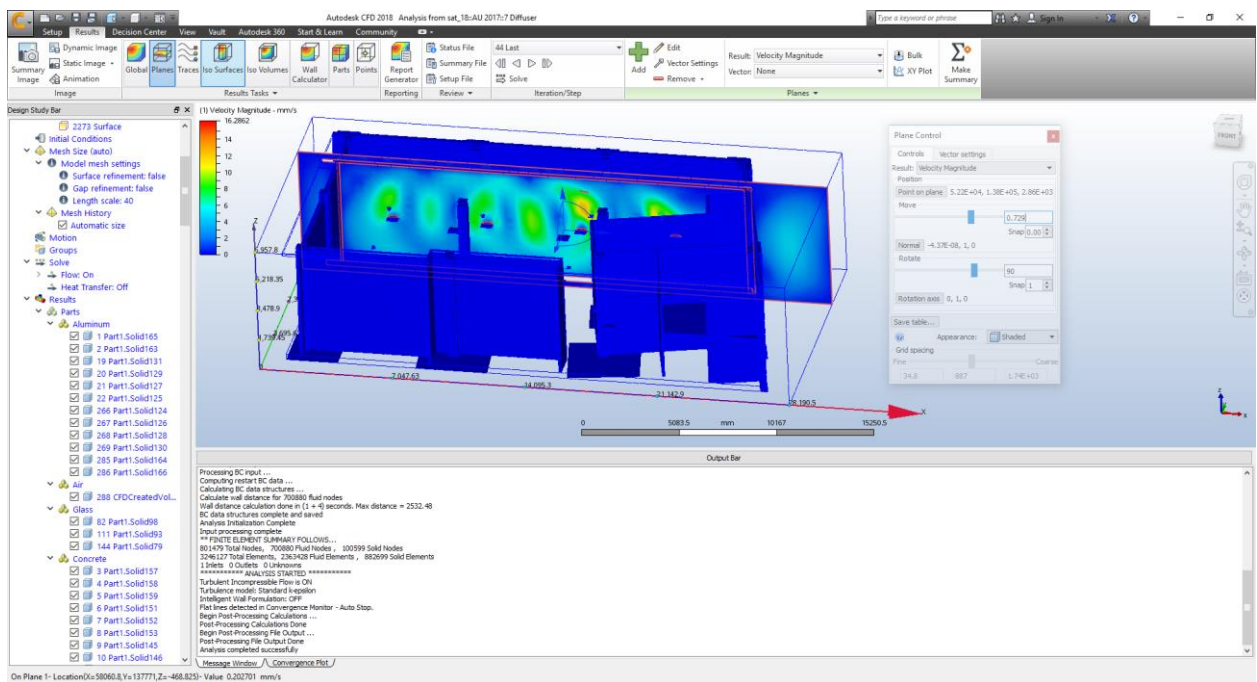 Autodesk CFD 2018 Analysis from sat_18::AU 2017::7 Diffuser
Type a keyword or phrase
Sign In
Setup Results Decision Center View Vault Autodesk 360 Start & Learn Community
Summary Image
Dynamic Image
Static Image
Animation
Image
Global Planes Traces Iso Surfaces Iso Volumes Wall Calculator Parts Points
Results Tasks
Report Generator
Reporting
Status File
Summary File
Setup File
Review
44 Last
Solve
Iteration/Step
Add
Edit
Vector Settings
Remove
Result: Velocity Magnitude
Vector: None
Bulk
XY Plot
Make Summary
Planes
Design Study Bar
2273 Surface
Initial Conditions
Mesh Size (auto)
Model mesh settings
Surface refinement: false
Gap refinement: false
Length scale: 40
Mesh History
Automatic size
Motion
Groups
Solve
Flow: On
Heat Transfer: Off
Results
Parts
Aluminum
1 Part1.Solid165
2 Part1.Solid163
19 Part1.Solid131
20 Part1.Solid129
21 Part1.Solid127
22 Part1.Solid125
266 Part1.Solid124
267 Part1.Solid126
268 Part1.Solid128
269 Part1.Solid130
285 Part1.Solid164
286 Part1.Solid166
Air
288 CFDCreatedVol...
Glass
82 Part1.Solid98
111 Part1.Solid93
144 Part1.Solid79
Concrete
3 Part1.Solid157
4 Part1.Solid158
5 Part1.Solid159
6 Part1.Solid151
7 Part1.Solid152
8 Part1.Solid153
9 Part1.Solid145
10 Part1.Solid146
(1) Velocity Magnitude - mm/s
16.2862
14
12
10
8
6
4
2
0
Z
14,095.3
21,142.9
28,190.5
X
0 5083.5 mm 10167 15250.5
FRONT
Plane Control
Controls Vector settings
Result: Velocity Magnitude
Position
Point on plane 5.22E+04, 1.38E+05, 2.86E+03
Move
0.729
Snap 0.00
Normal -4.37E-08, 1, 0
Rotate
90
Snap 1
Rotation axis 0, 1, 0
Save table...
Appearance: Shaded
Grid spacing
Fine Coarse
34.8 887 1.74E+03
z
x
Output Bar
Processing BC input ...
Computing restart BC data ...
Calculating BC data structures ...
Calculate wall distance for 700880 fluid nodes
Wall distance calculation done in (1 + 4) seconds. Max distance = 2532.48
BC data structures complete and saved
Analysis Initialization Complete
Input processing complete
** FINITE ELEMENT SUMMARY FOLLOWS...
801479 Total Nodes, 700880 Fluid Nodes , 100599 Solid Nodes
3246127 Total Elements, 2363428 Fluid Elements , 882699 Solid Elements
1 Inlets 0 Outlets 0 Unknowns
*********** ANALYSIS STARTED ***********
Turbulent Incompressible Flow is ON
Turbulence model: Standard k-epsilon
Intelligent Wall Formulation: OFF
Flat lines detected in Convergence Monitor - Auto Stop.
Begin Post-Processing Calculations ...
Post-Processing Calculations Done
Begin Post-Processing File Output ...
Post-Processing File Output Done
Analysis completed successfully
Message Window Convergence Plot
On Plane 1- Location(X=58060.8,Y=137771,Z=-468.825)- Value 0.202701 mm/s